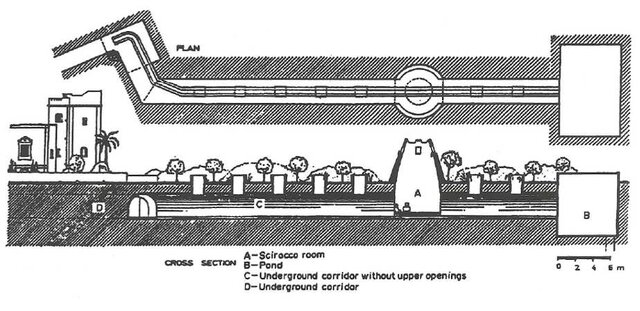 PLAN
A
D
C
B
CROSS SECTION
A—Scirocco room
B—Pond
C—Underground corridor without upper openings
D—Underground corridor
0 2 4 6 m